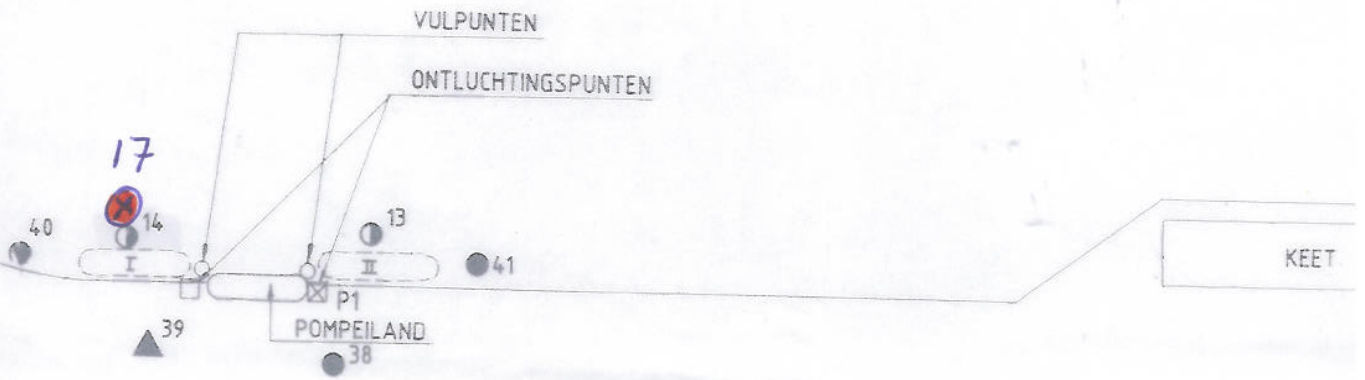 VULPUNTEN
ONTLUCHTINGSPUNTEN
17
40
14
13
I
II
41
KEET
P1
39
POMPEILAND
38